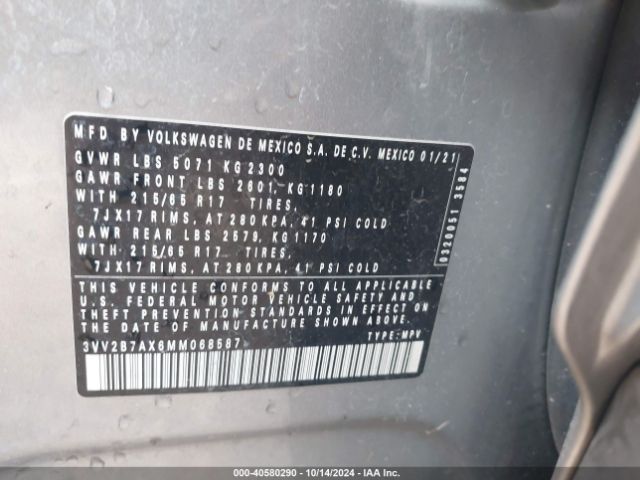 MFD BY VOLKSWAGEN DE MEXICO S.A. DE C.V. MEXICO 01/21
GVWR LBS 5071 KG 2300
GAWR FRONT LBS 2601, KG 1180
WITH 215/65 R17 TIRES,
7JX17 RIMS, AT 280 KPA, 41 PSI COLD
GAWR REAR LBS 2579, KG 1170
WITH 215/65 R17 TIRES,
7JX17 RIMS, AT 280 KPA, 41 PSI COLD
0320051 3504
THIS VEHICLE CONFORMS TO ALL APPLICABLE
U.S. FEDERAL MOTOR VEHICLE SAFETY AND
THEFT PREVENTION STANDARDS IN EFFECT ON
THE DATE OF MANUFACTURE SHOWN ABOVE.
3VV2B7AX6MM068587 TYPE: MPV
000-40580290 - 10/14/2024 - IAA Inc.